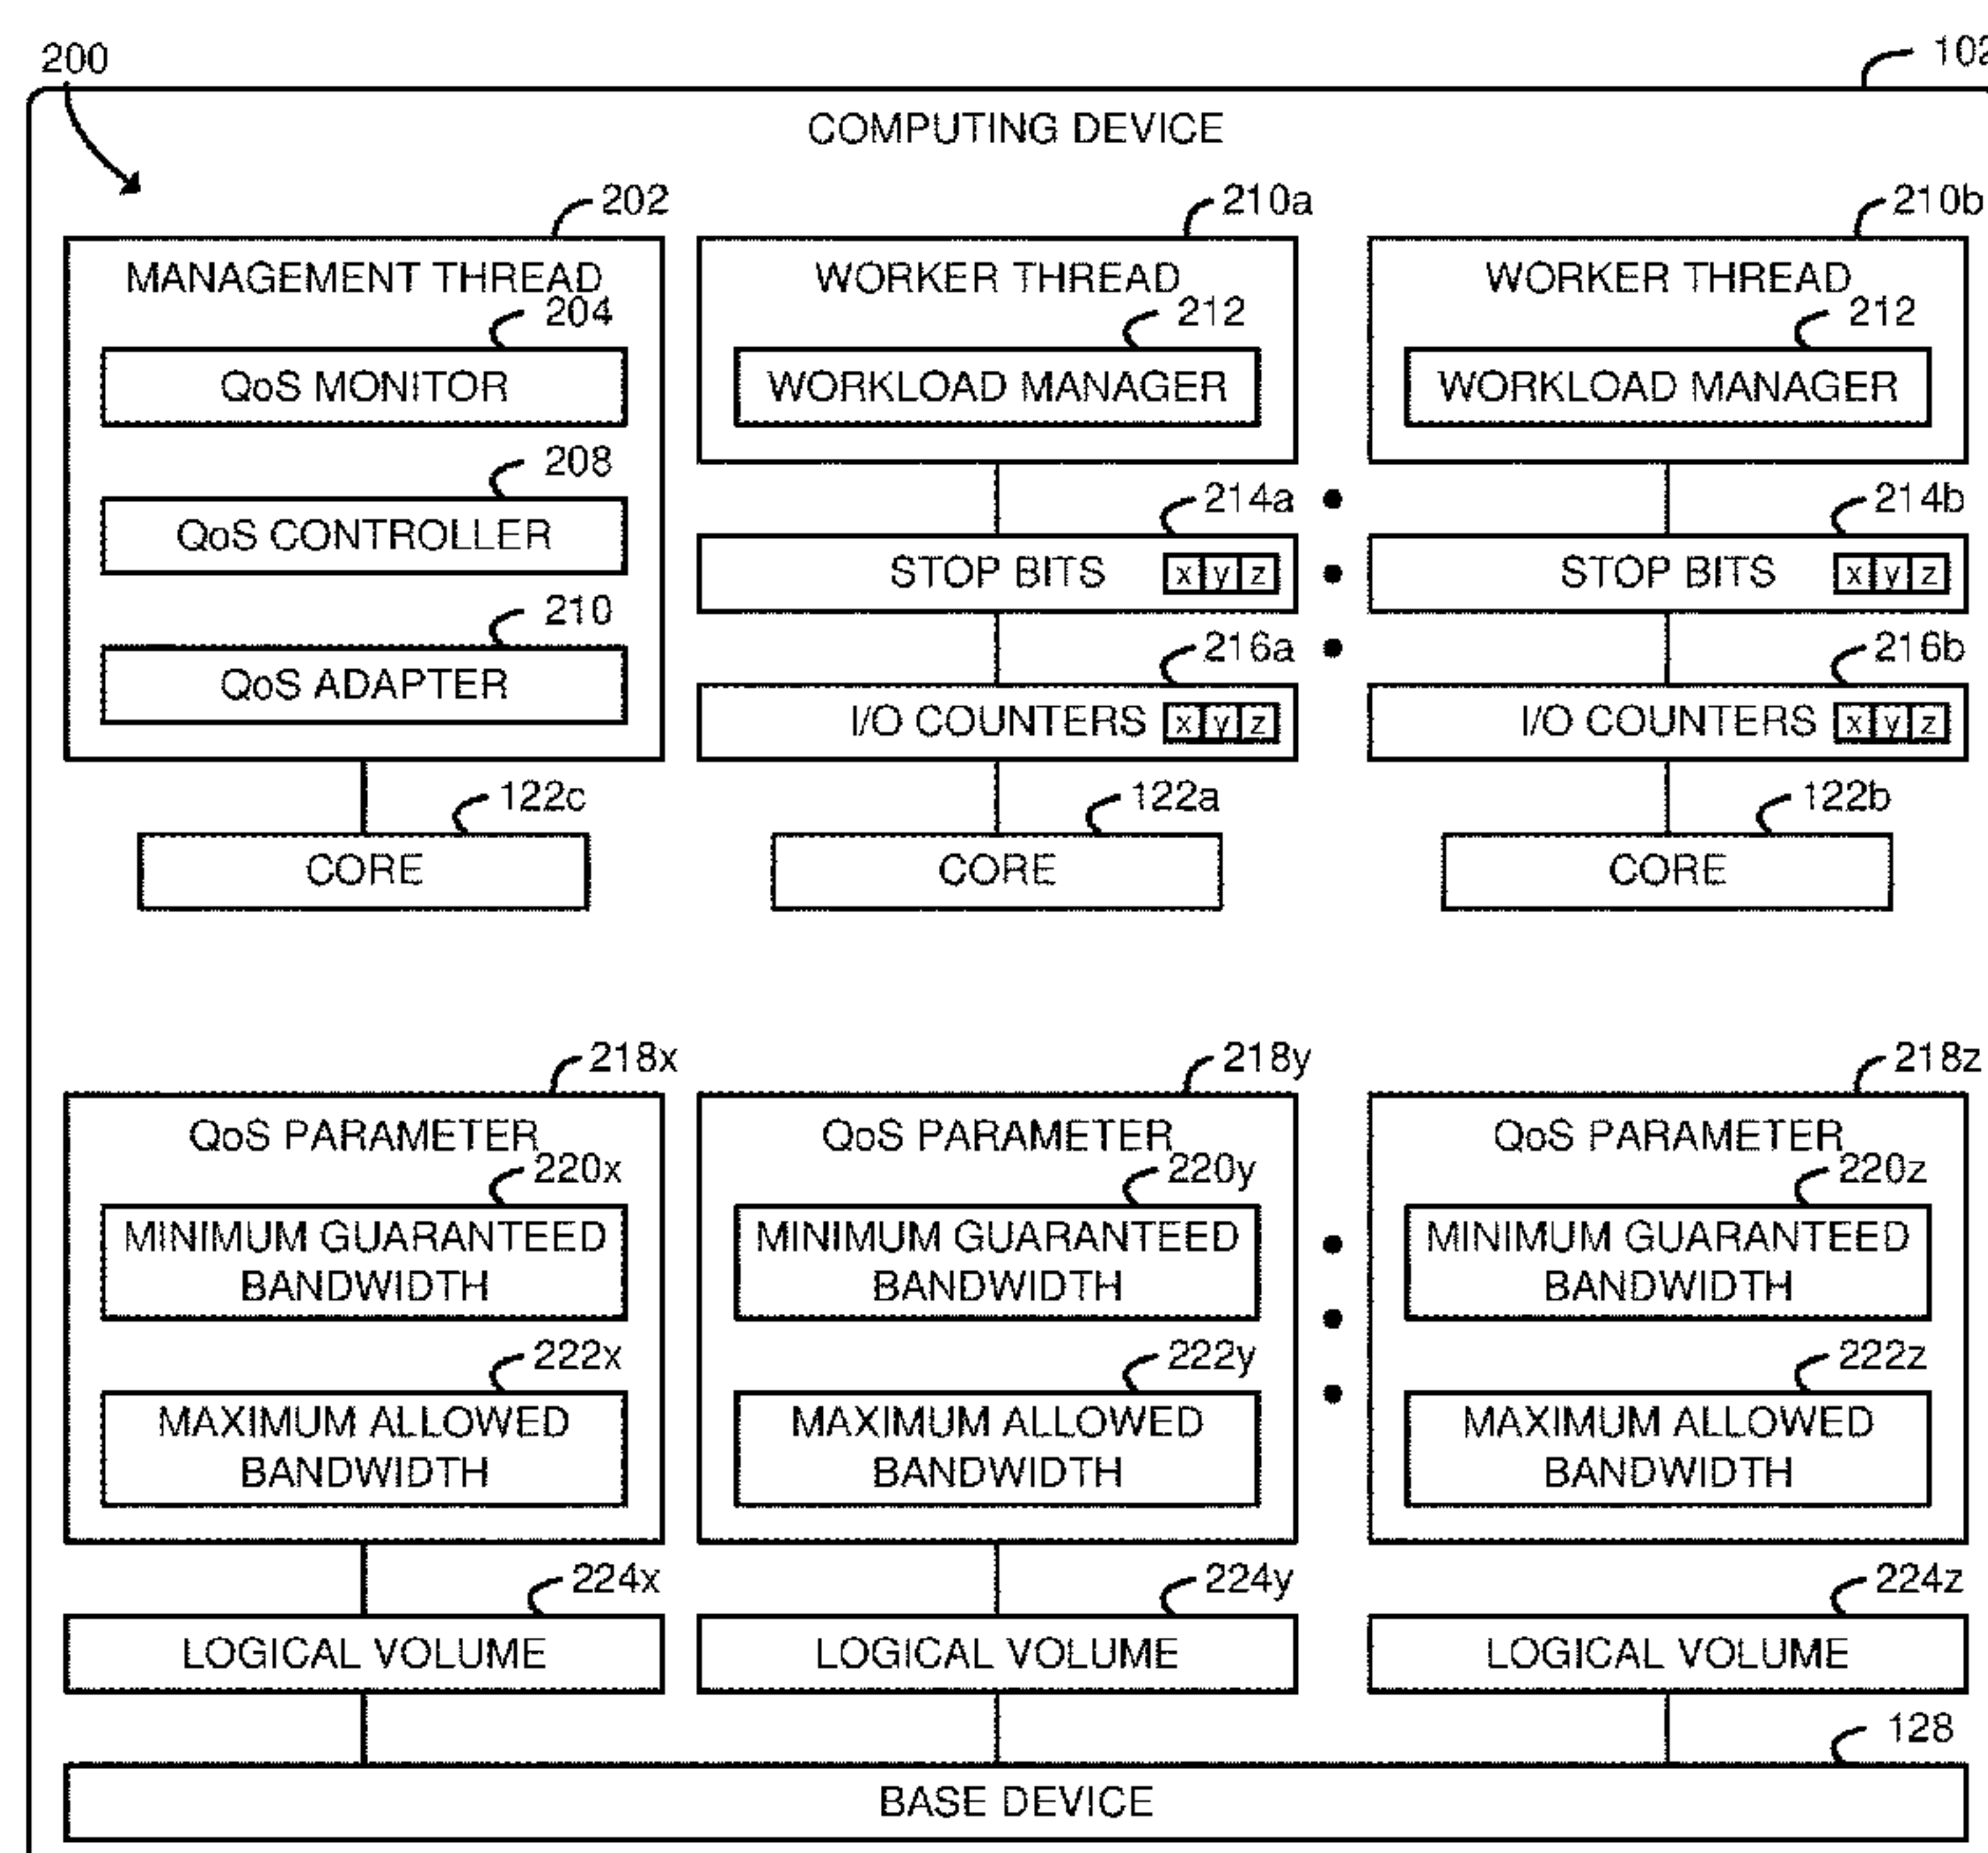 200
102
COMPUTING DEVICE
202
210a
210b
MANAGEMENT THREAD
WORKER THREAD
WORKER THREAD
204
212
212
QoS MONITOR
WORKLOAD MANAGER
WORKLOAD MANAGER
208
214a
214b
QoS CONTROLLER
STOP BITS x y z
STOP BITS x y z
210
216a
216b
QoS ADAPTER
I/O COUNTERS x y z
I/O COUNTERS x y z
122c
122a
122b
CORE
CORE
CORE
218x
218y
218z
QoS PARAMETER
QoS PARAMETER
QoS PARAMETER
220x
220y
220z
MINIMUM GUARANTEED
BANDWIDTH
MINIMUM GUARANTEED
BANDWIDTH
MINIMUM GUARANTEED
BANDWIDTH
222x
222y
222z
MAXIMUM ALLOWED
BANDWIDTH
MAXIMUM ALLOWED
BANDWIDTH
MAXIMUM ALLOWED
BANDWIDTH
224x
224y
224z
LOGICAL VOLUME
LOGICAL VOLUME
LOGICAL VOLUME
128
BASE DEVICE